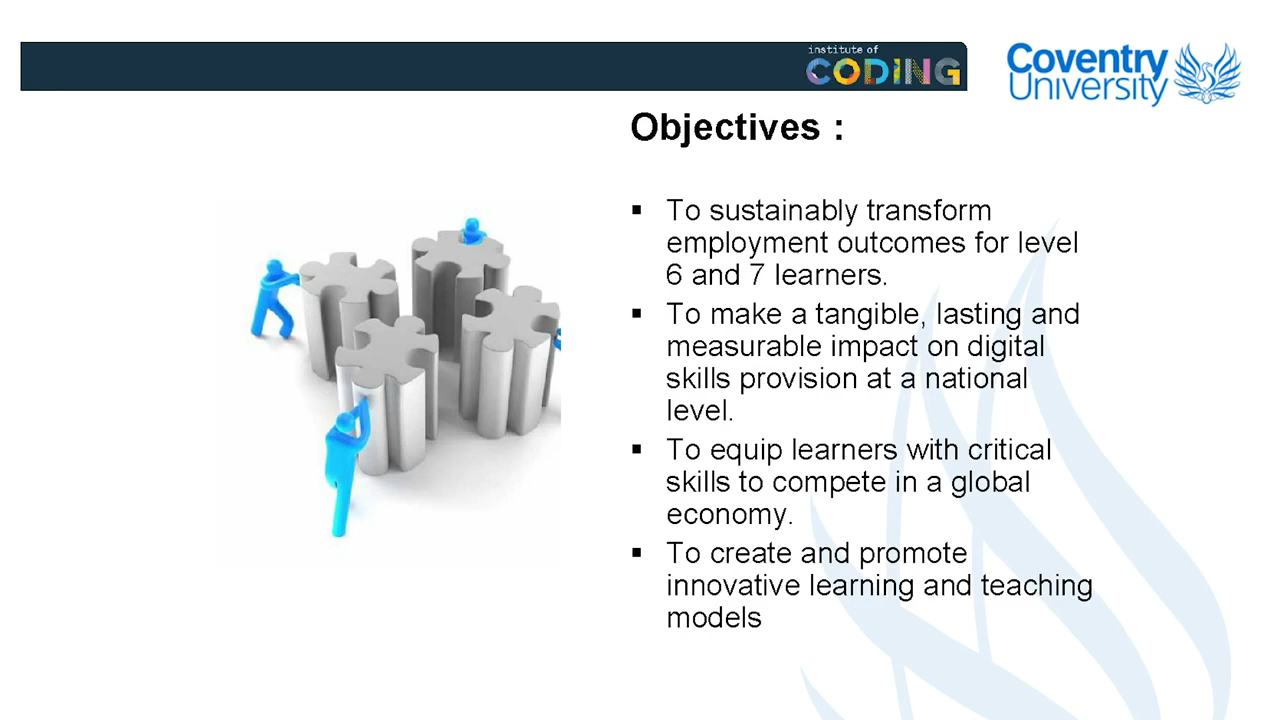 institute of
CODING
Coventry
University
Objectives :
▪ To sustainably transform
employment outcomes for level
6 and 7 learners.
▪ To make a tangible, lasting and
measurable impact on digital
skills provision at a national
level.
▪ To equip learners with critical
skills to compete in a global
economy.
▪ To create and promote
innovative learning and teaching
models